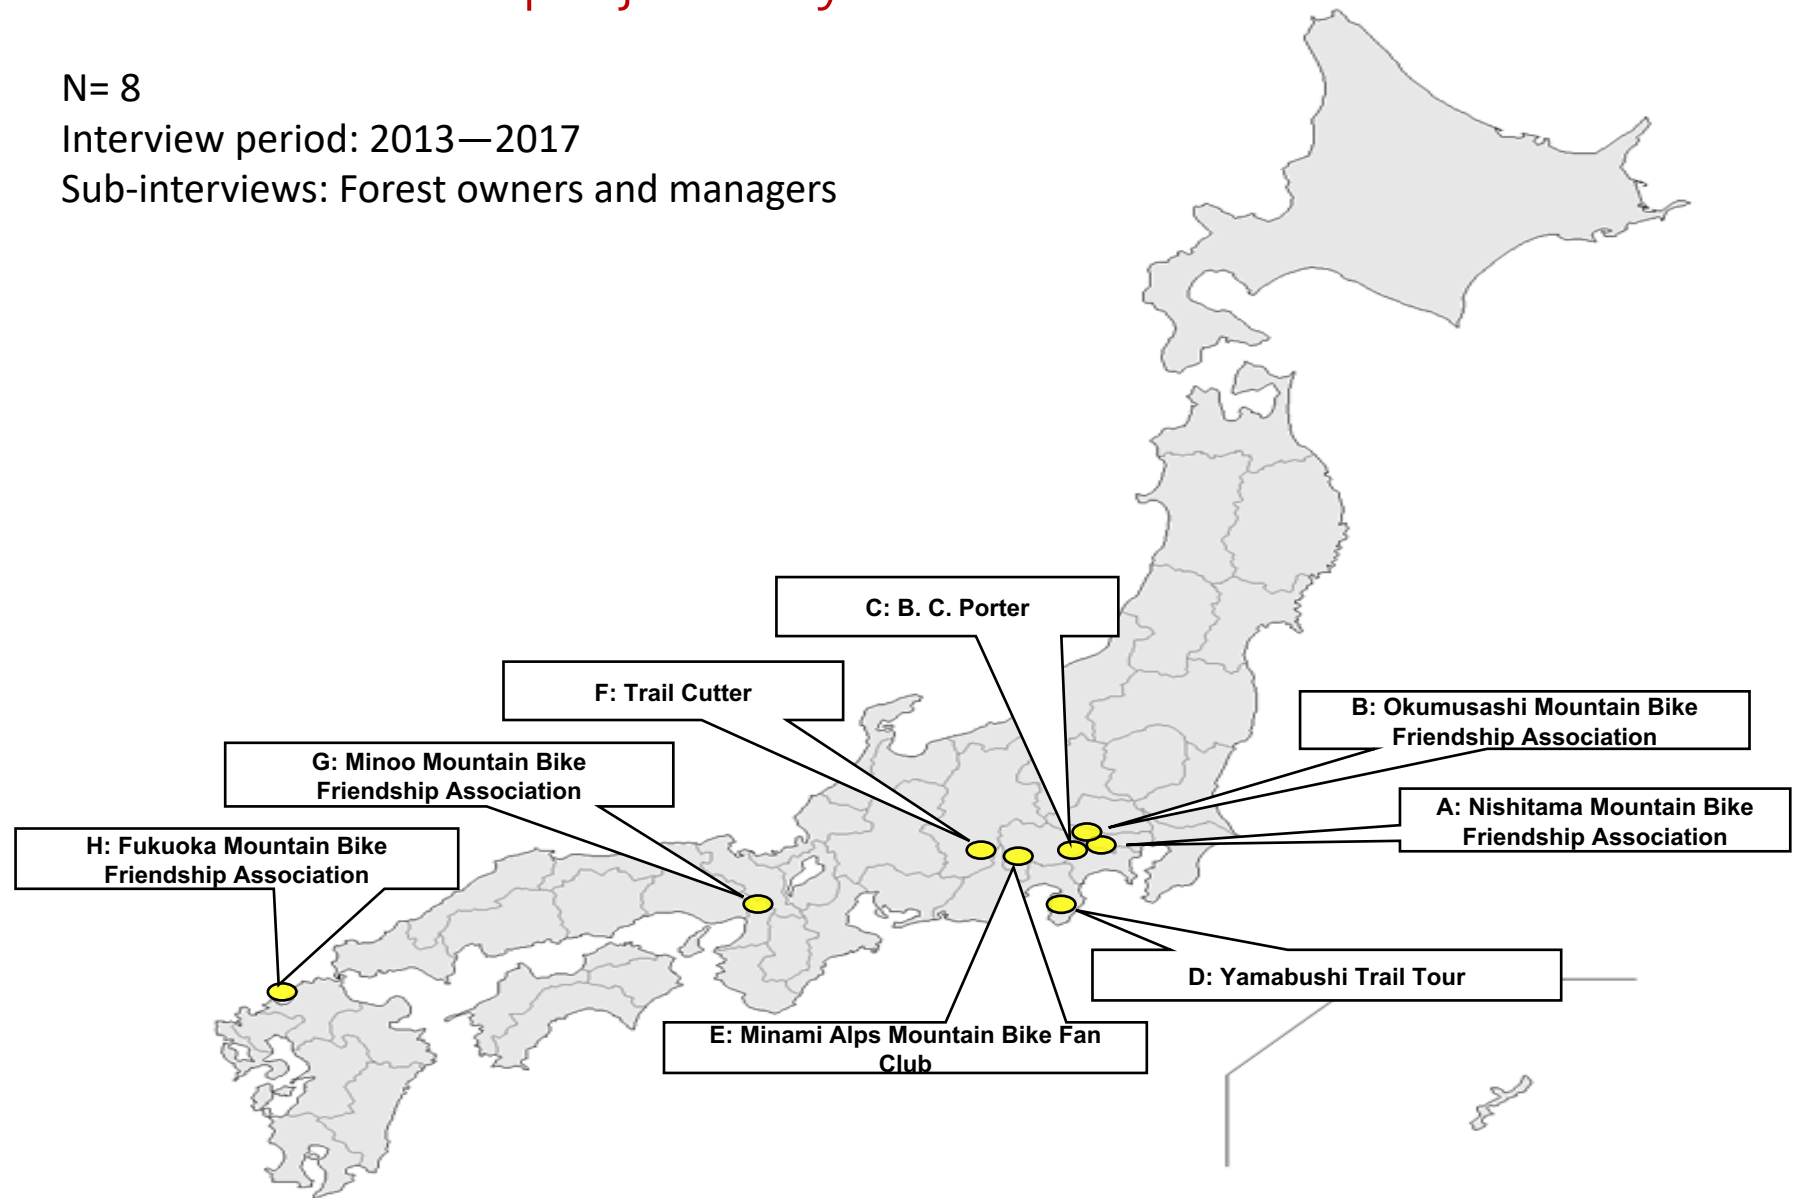 N= 8
Interview period: 2013—2017
Sub-interviews: Forest owners and managers
C: B. C. Porter
F: Trail Cutter
B: Okumusashi Mountain Bike
Friendship Association
G: Minoo Mountain Bike
Friendship Association
A: Nishitama Mountain Bike
Friendship Association
H: Fukuoka Mountain Bike
Friendship Association
D: Yamabushi Trail Tour
E: Minami Alps Mountain Bike Fan
Club